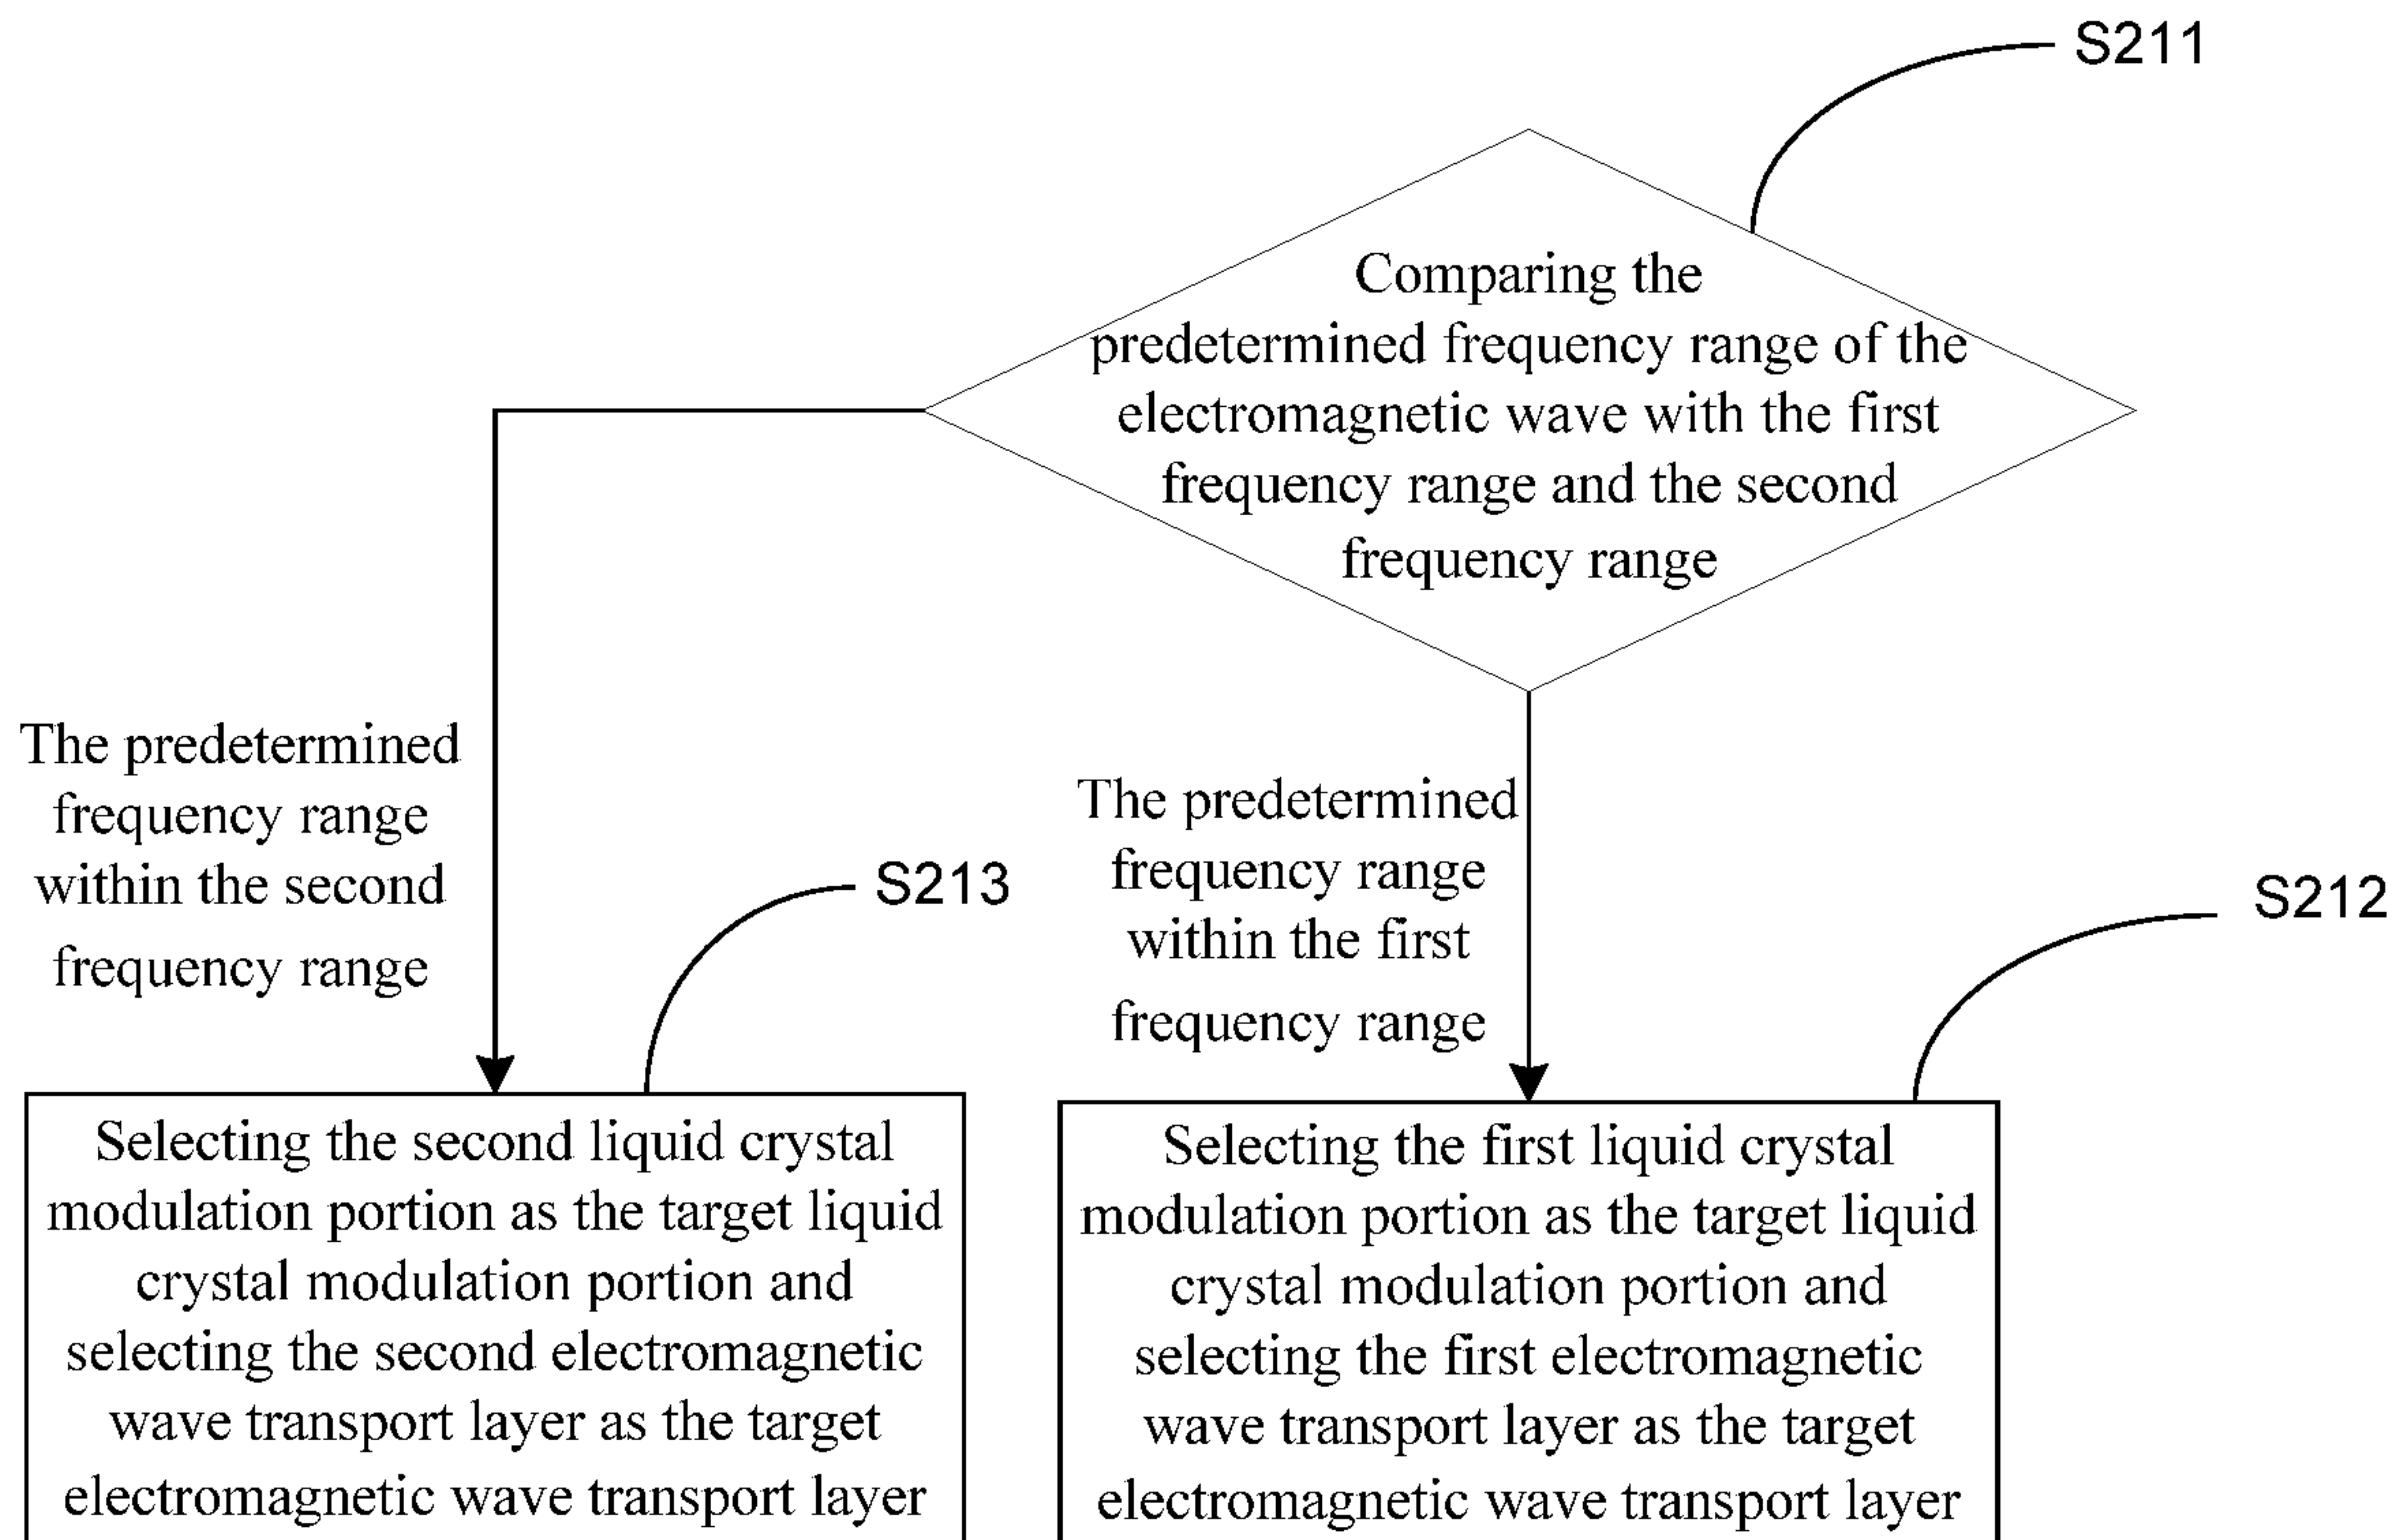 S211
Comparing the
predetermined frequency range of the
electromagnetic wave with the first
frequency range and the second
frequency range
The predetermined
frequency range
within the second
frequency range
S213
The predetermined
frequency range
within the first
frequency range
S212
Selecting the second liquid crystal
modulation portion as the target liquid
crystal modulation portion and
selecting the second electromagnetic
wave transport layer as the target
electromagnetic wave transport layer
Selecting the first liquid crystal
modulation portion as the target liquid
crystal modulation portion and
selecting the first electromagnetic
wave transport layer as the target
electromagnetic wave transport layer